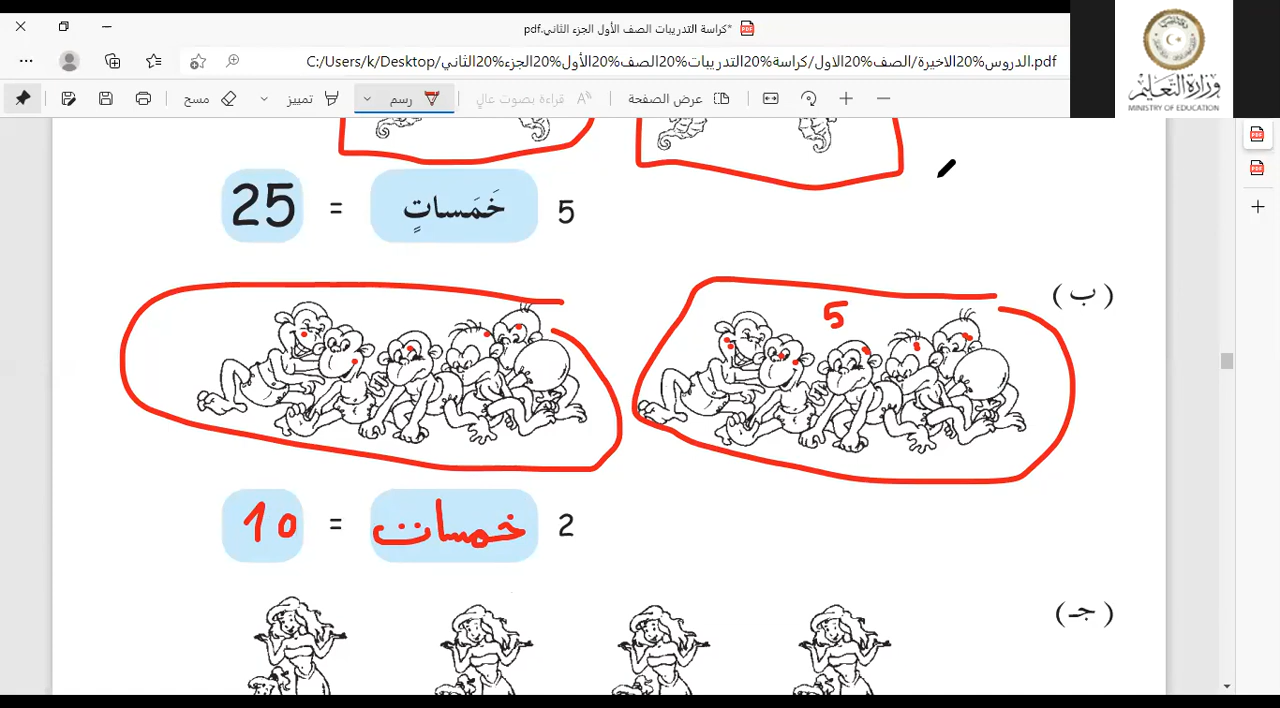 *كراسة التدريبات الصف الأول الجزء الثاني.pdf
C:/Users/k/Desktop/الدروس%20الاخيرة/الصف%20الاول/كراسة%20التدريبات%20الصف%20الأول%20الجزء%20الثاني.pdf
عرض الصفحة
قراءة بصوت عالٍ
رسم
تمييز
مسح
وزارة التعليم
MINISTRY OF EDUCATION
5 خَمَساتٍ = 25
( ب )
5
2 خمسات = 10
( جـ )